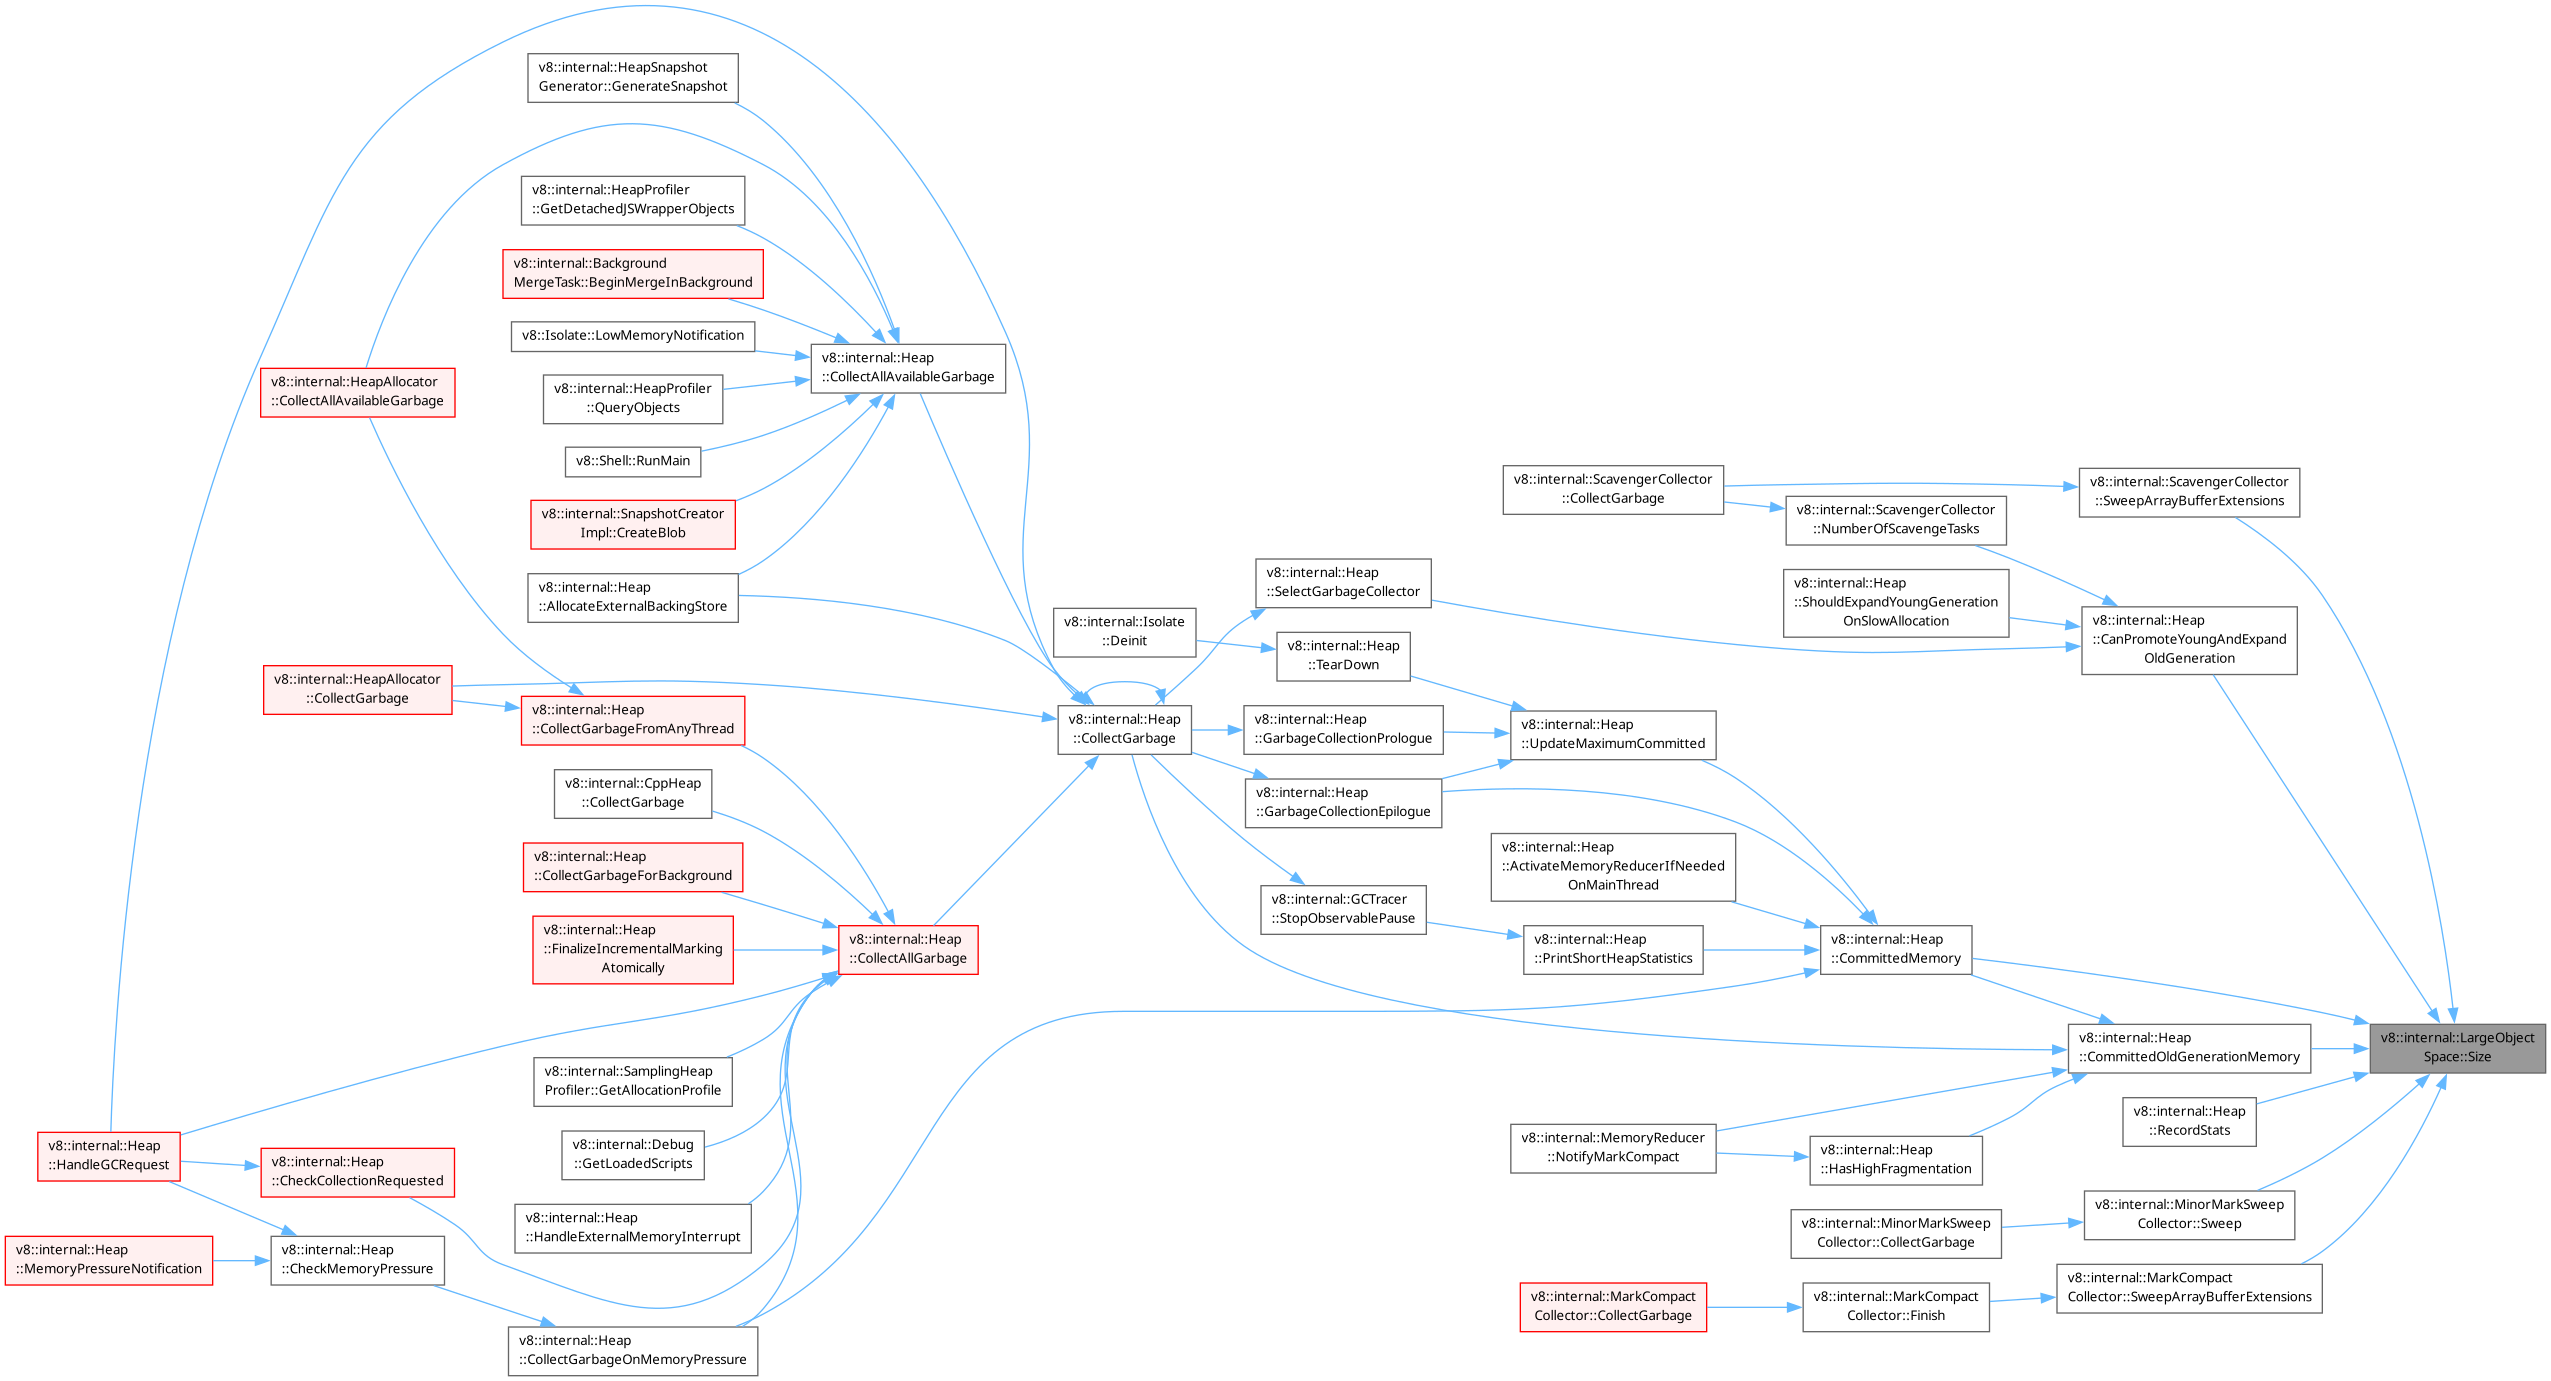 v8::internal::HeapSnapshot
Generator::GenerateSnapshot
v8::internal::HeapProfiler
::GetDetachedJSWrapperObjects
v8::internal::Background
MergeTask::BeginMergeInBackground
v8::Isolate::LowMemoryNotification
v8::internal::Heap
::CollectAllAvailableGarbage
v8::internal::HeapAllocator
::CollectAllAvailableGarbage
v8::internal::HeapProfiler
::QueryObjects
v8::Shell::RunMain
v8::internal::SnapshotCreator
Impl::CreateBlob
v8::internal::Heap
::AllocateExternalBackingStore
v8::internal::ScavengerCollector
::CollectGarbage
v8::internal::ScavengerCollector
::SweepArrayBufferExtensions
v8::internal::ScavengerCollector
::NumberOfScavengeTasks
v8::internal::Heap
::SelectGarbageCollector
v8::internal::Heap
::ShouldExpandYoungGeneration
OnSlowAllocation
v8::internal::Heap
::CanPromoteYoungAndExpand
OldGeneration
v8::internal::Isolate
::Deinit
v8::internal::Heap
::TearDown
v8::internal::HeapAllocator
::CollectGarbage
v8::internal::Heap
::CollectGarbageFromAnyThread
v8::internal::Heap
::CollectGarbage
v8::internal::Heap
::GarbageCollectionPrologue
v8::internal::Heap
::UpdateMaximumCommitted
v8::internal::CppHeap
::CollectGarbage
v8::internal::Heap
::GarbageCollectionEpilogue
v8::internal::Heap
::CollectGarbageForBackground
v8::internal::Heap
::ActivateMemoryReducerIfNeeded
OnMainThread
v8::internal::GCTracer
::StopObservablePause
v8::internal::Heap
::FinalizeIncrementalMarking
Atomically
v8::internal::Heap
::CollectAllGarbage
v8::internal::Heap
::PrintShortHeapStatistics
v8::internal::Heap
::CommittedMemory
v8::internal::Heap
::CommittedOldGenerationMemory
v8::internal::LargeObject
Space::Size
v8::internal::SamplingHeap
Profiler::GetAllocationProfile
v8::internal::Heap
::RecordStats
v8::internal::Heap
::HandleGCRequest
v8::internal::Heap
::CheckCollectionRequested
v8::internal::Debug
::GetLoadedScripts
v8::internal::MemoryReducer
::NotifyMarkCompact
v8::internal::Heap
::HasHighFragmentation
v8::internal::Heap
::HandleExternalMemoryInterrupt
v8::internal::MinorMarkSweep
Collector::CollectGarbage
v8::internal::MinorMarkSweep
Collector::Sweep
v8::internal::Heap
::MemoryPressureNotification
v8::internal::Heap
::CheckMemoryPressure
v8::internal::MarkCompact
Collector::CollectGarbage
v8::internal::MarkCompact
Collector::Finish
v8::internal::MarkCompact
Collector::SweepArrayBufferExtensions
v8::internal::Heap
::CollectGarbageOnMemoryPressure